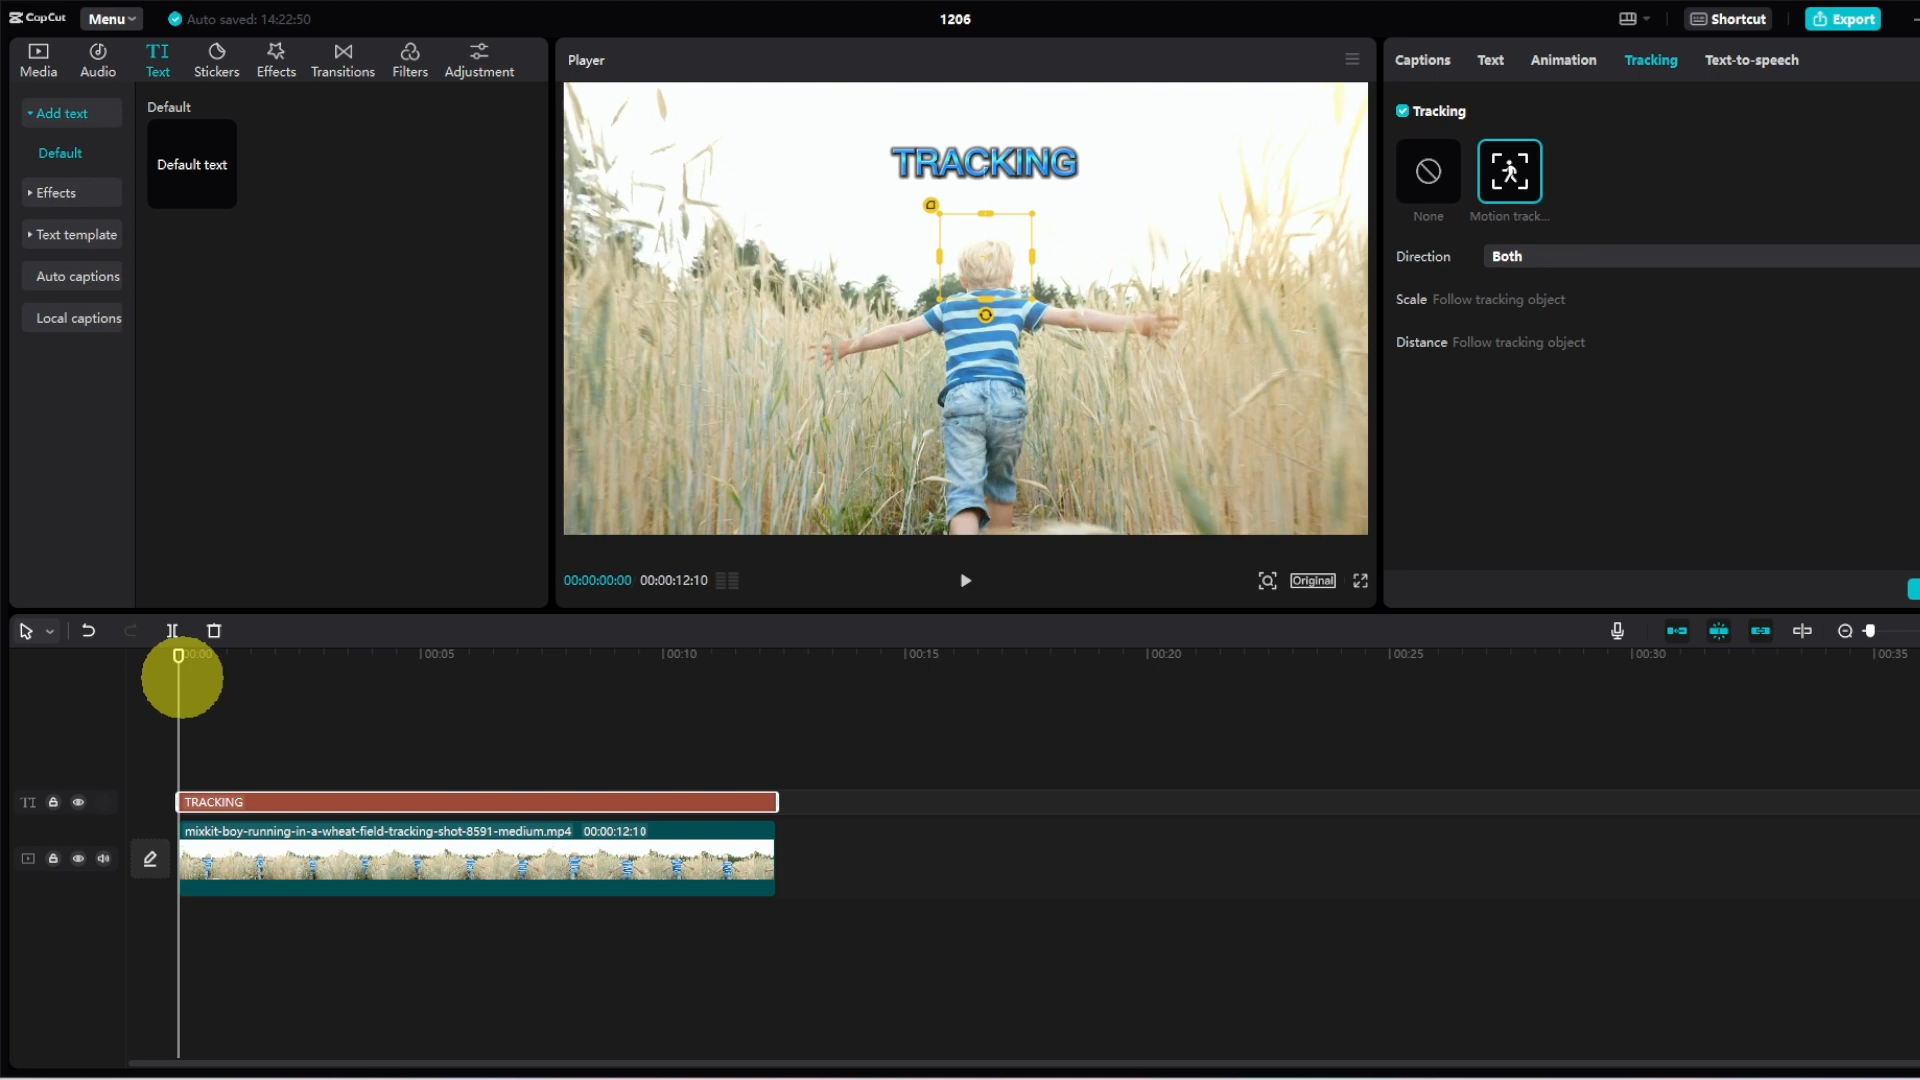 CapCut Menu Auto saved: 14:22:50 1206 Shortcut Export
Media Audio Text Stickers Effects Transitions Filters Adjustment
Add text
Default
Effects
Text template
Auto captions
Local captions
Default
Default text
Player
TRACKING
00:00:00:00 00:00:12:10 Original
Captions Text Animation Tracking Text-to-speech
Tracking
None Motion track...
Direction Both
Scale Follow tracking object
Distance Follow tracking object
00:00 00:05 00:10 00:15 00:20 00:25 00:30 00:35
TRACKING
mixkit-boy-running-in-a-wheat-field-tracking-shot-8591-medium.mp4 00:00:12:10